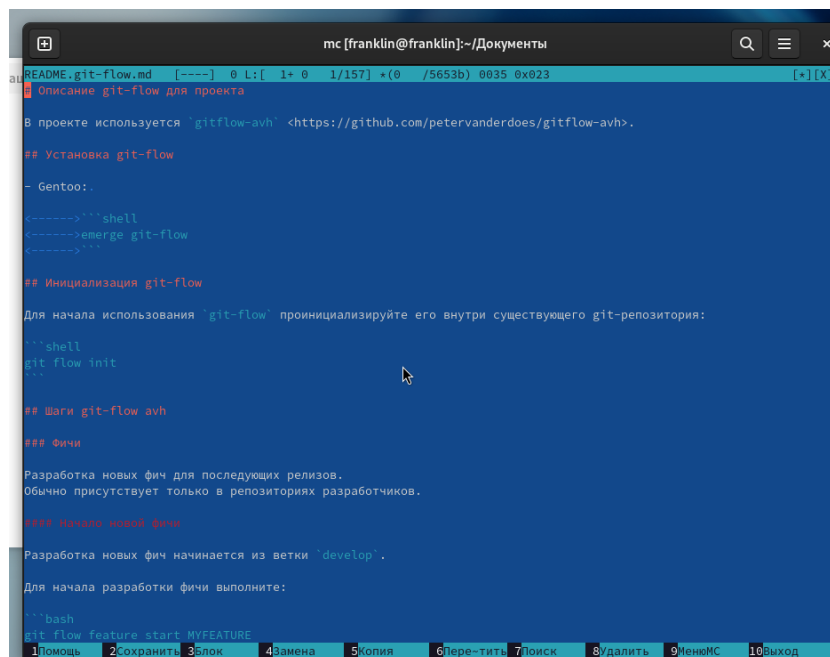 mc [franklin@franklin]:~/Документы
README.git-flow.md [----] 0 L:[ 1+ 0 1/157] *(0 /5653b) 0035 0x023 [*][X]
# Описание git-flow для проекта
В проекте используется `gitflow-avh` <https://github.com/petervanderdoes/gitflow-avh>.
## Установка git-flow
- Gentoo:.
<------>```shell
<------>emerge git-flow
<------>```
## Инициализация git-flow
Для начала использования `git-flow` проинициализируйте его внутри существующего git-репозитория:
```shell
git flow init
```
## Шаги git-flow avh
### Фичи
Разработка новых фич для последующих релизов.
Обычно присутствует только в репозиториях разработчиков.
#### Начало новой фичи
Разработка новых фич начинается из ветки `develop`.
Для начала разработки фичи выполните:
```bash
git flow feature start MYFEATURE
1Помощь 2Сохранить 3Блок 4Замена 5Копия 6Пере~тить 7Поиск 8Удалить 9МенюMC 10Выход